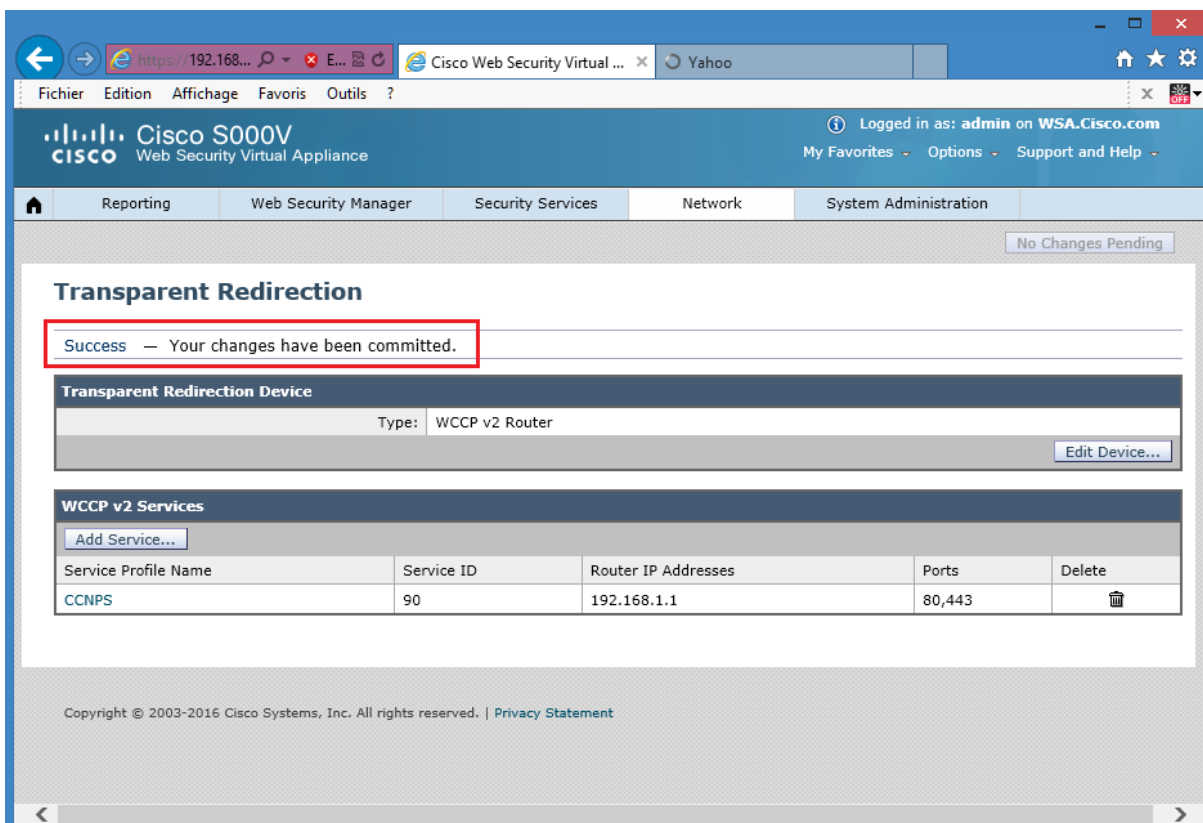 https://192.168... E...
Cisco Web Security Virtual ...
Yahoo
Fichier Edition Affichage Favoris Outils ?
OFF
Cisco S000V
CISCO Web Security Virtual Appliance
Logged in as: admin on WSA.Cisco.com
My Favorites Options Support and Help
Reporting Web Security Manager Security Services Network System Administration
No Changes Pending
Transparent Redirection
Success — Your changes have been committed.
Transparent Redirection Device
Type: WCCP v2 Router
Edit Device...
WCCP v2 Services
Add Service...
Service Profile Name Service ID Router IP Addresses Ports Delete
CCNPS 90 192.168.1.1 80,443
Copyright © 2003-2016 Cisco Systems, Inc. All rights reserved. | Privacy Statement